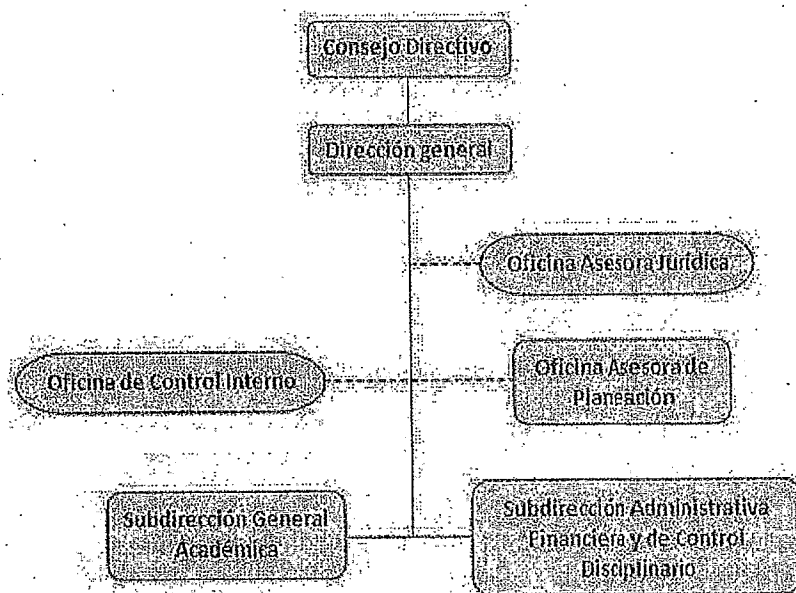 Consejo Directivo
Dirección general
Oficina Asesora Jurídica
Oficina de Control Interno
Oficina Asesora de
Planeación
Subdirección General
Académica
Subdirección Administrativa
Financiera y de Control
Disciplinario